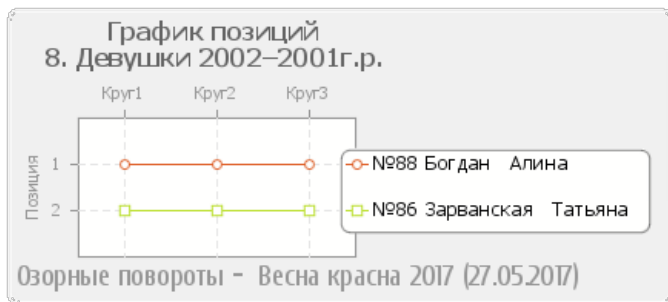 График позиций
8. Девушки 2002–2001г.р.
Круг1 Круг2 Круг3
Позиция
1
№88 Богдан Алина
2
№86 Зарванская Татьяна
Озорные повороты - Весна красна 2017 (27.05.2017)